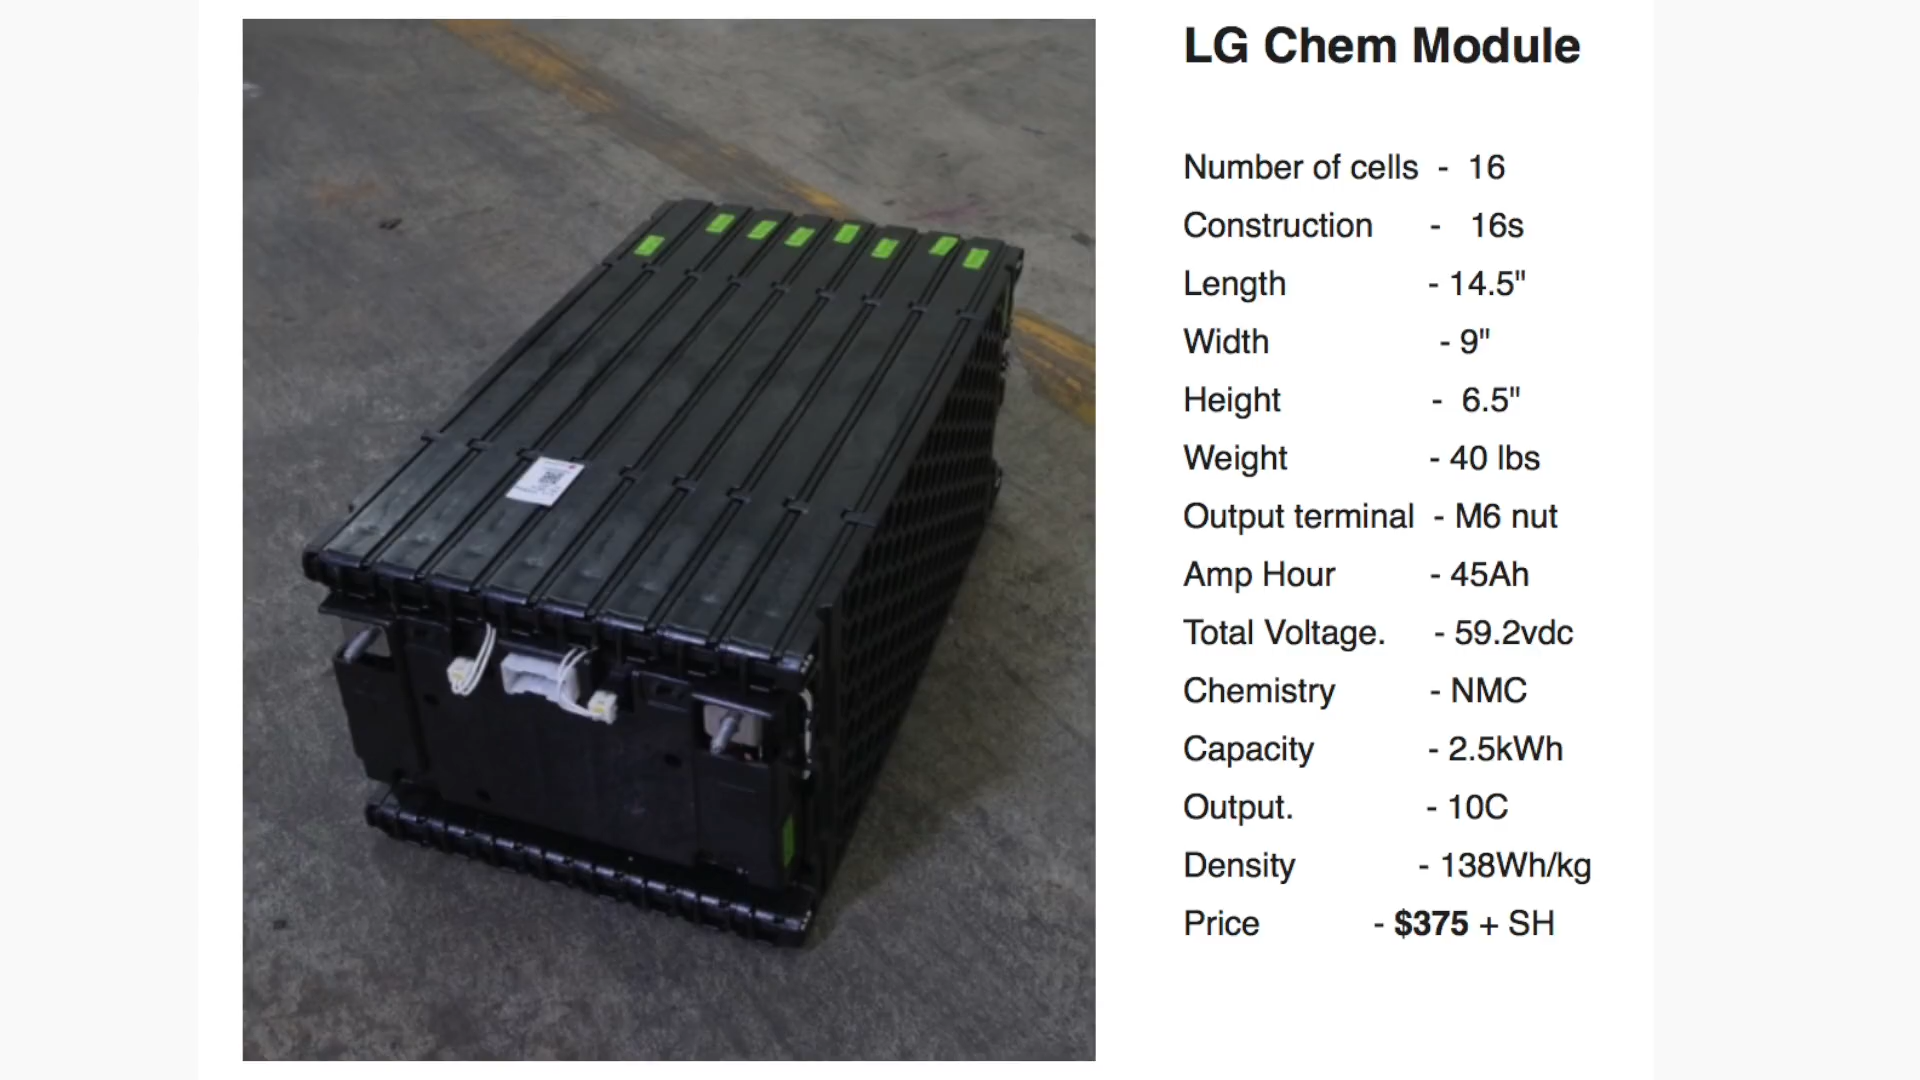 LG Chem Module
Number of cells - 16
Construction - 16s
Length - 14.5"
Width - 9"
Height - 6.5"
Weight - 40 lbs
Output terminal - M6 nut
Amp Hour - 45Ah
Total Voltage. - 59.2vdc
Chemistry - NMC
Capacity - 2.5kWh
Output. - 10C
Density - 138Wh/kg
Price - $375 + SH